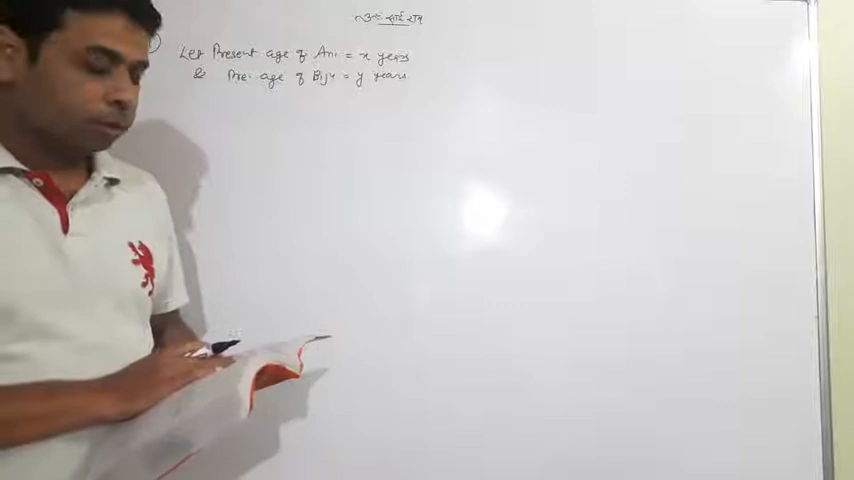 ॐ साई राम
Let Present age of Ani = x years
& Pre. age of Biju = y years